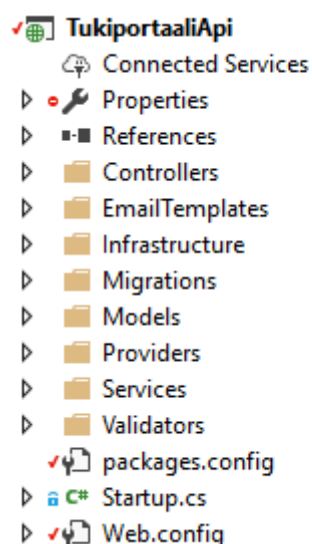 TukiportaaliApi
Connected Services
Properties
References
Controllers
EmailTemplates
Infrastructure
Migrations
Models
Providers
Services
Validators
packages.config
C# Startup.cs
Web.config